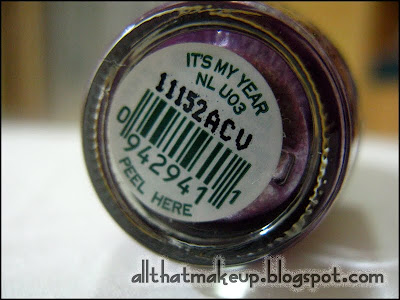 IT'S MY YEAR
NL U03
11152ACV
0 942941 1
PEEL HERE
allthatmakeup.blogspot.com